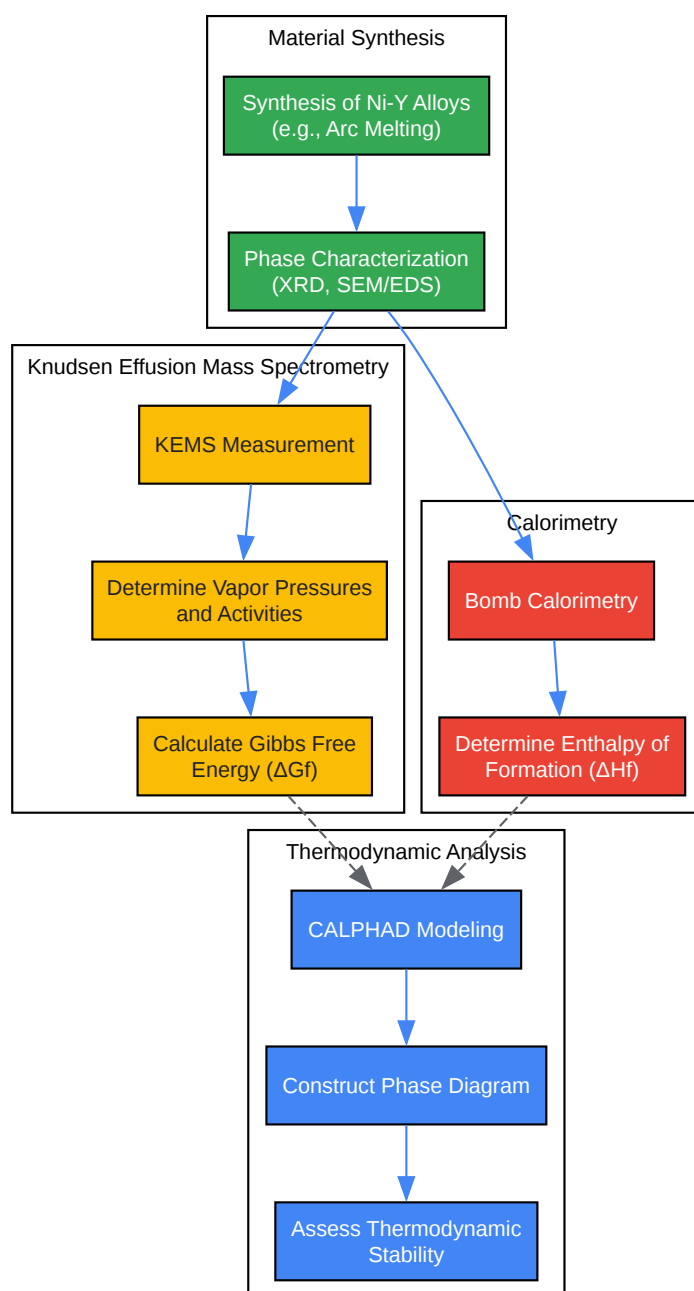 Material Synthesis
Synthesis of Ni-Y Alloys
(e.g., Arc Melting)
Phase Characterization
(XRD, SEM/EDS)
Knudsen Effusion Mass Spectrometry
KEMS Measurement
Determine Vapor Pressures
and Activities
Calculate Gibbs Free
Energy (ΔGf)
Calorimetry
Bomb Calorimetry
Determine Enthalpy of
Formation (ΔHf)
Thermodynamic Analysis
CALPHAD Modeling
Construct Phase Diagram
Assess Thermodynamic
Stability